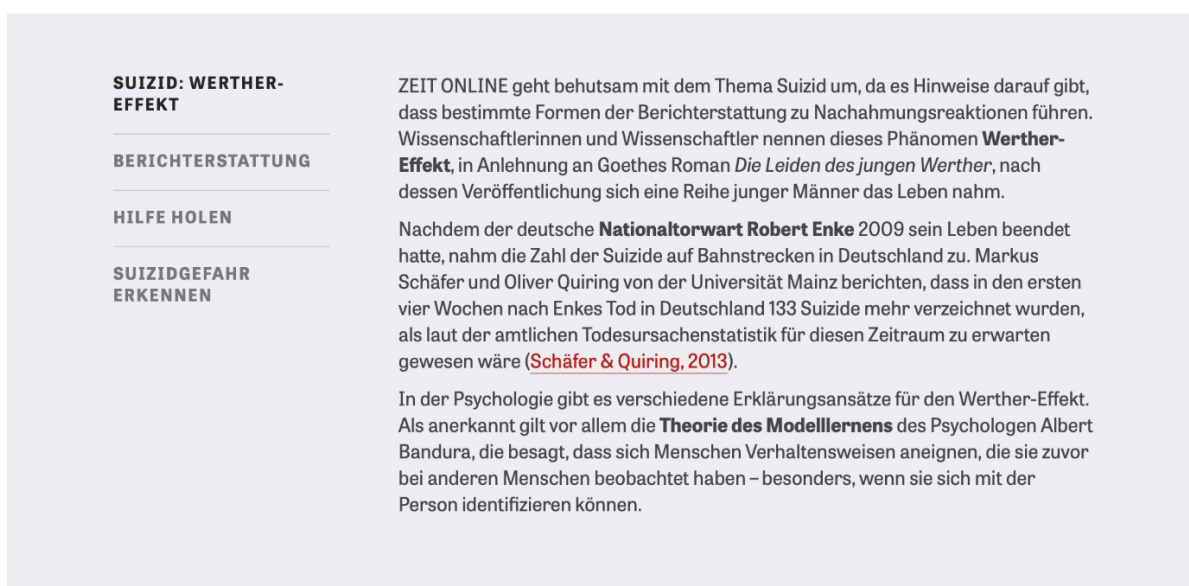 SUIZID: WERTHER-
EFFEKT
BERICHTERSTATTUNG
HILFE HOLEN
SUIZIDGEFAHR
ERKENNEN
ZEIT ONLINE geht behutsam mit dem Thema Suizid um, da es Hinweise darauf gibt,
dass bestimmte Formen der Berichterstattung zu Nachahmungsreaktionen führen.
Wissenschaftlerinnen und Wissenschaftler nennen dieses Phänomen Werther-
Effekt, in Anlehnung an Goethes Roman Die Leiden des jungen Werther, nach
dessen Veröffentlichung sich eine Reihe junger Männer das Leben nahm.
Nachdem der deutsche Nationaltorwart Robert Enke 2009 sein Leben beendet
hatte, nahm die Zahl der Suizide auf Bahnstrecken in Deutschland zu. Markus
Schäfer und Oliver Quiring von der Universität Mainz berichten, dass in den ersten
vier Wochen nach Enkes Tod in Deutschland 133 Suizide mehr verzeichnet wurden,
als laut der amtlichen Todesursachenstatistik für diesen Zeitraum zu erwarten
gewesen wäre (Schäfer & Quiring, 2013).
In der Psychologie gibt es verschiedene Erklärungsansätze für den Werther-Effekt.
Als anerkannt gilt vor allem die Theorie des Modelllernens des Psychologen Albert
Bandura, die besagt, dass sich Menschen Verhaltensweisen aneignen, die sie zuvor
bei anderen Menschen beobachtet haben – besonders, wenn sie sich mit der
Person identifizieren können.